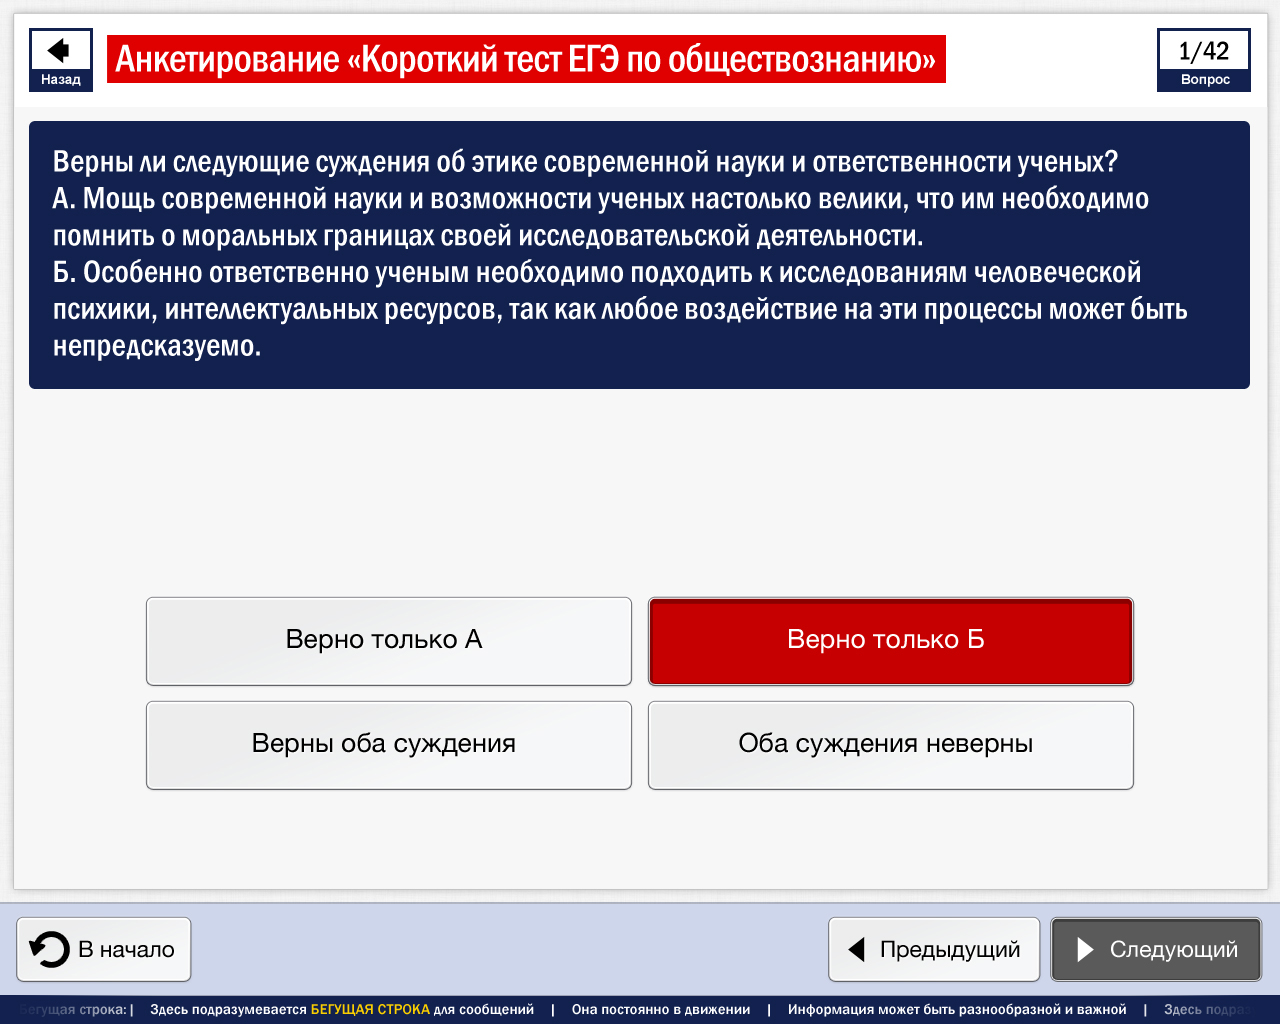 Назад
Анкетирование «Короткий тест ЕГЭ по обществознанию»
1/42
Вопрос
Верны ли следующие суждения об этике современной науки и ответственности ученых?
А. Мощь современной науки и возможности ученых настолько велики, что им необходимо
помнить о моральных границах своей исследовательской деятельности.
Б. Особенно ответственно ученым необходимо подходить к исследованиям человеческой
психики, интеллектуальных ресурсов, так как любое воздействие на эти процессы может быть
непредсказуемо.
Верно только А
Верно только Б
Верны оба суждения
Оба суждения неверны
В начало
Предыдущий
Следующий
Бегущая строка: | Здесь подразумевается БЕГУЩАЯ СТРОКА для сообщений | Она постоянно в движении | Информация может быть разнообразной и важной | Здесь